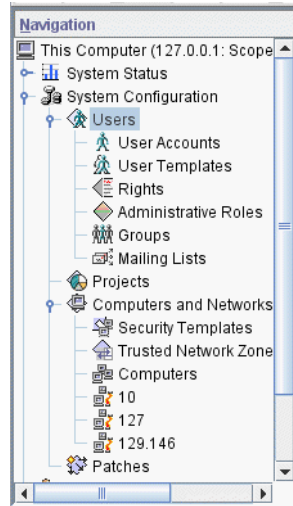 Navigation
This Computer (127.0.0.1: Scope
System Status
System Configuration
Users
User Accounts
User Templates
Rights
Administrative Roles
Groups
Mailing Lists
Projects
Computers and Networks
Security Templates
Trusted Network Zone
Computers
10
127
129.146
Patches